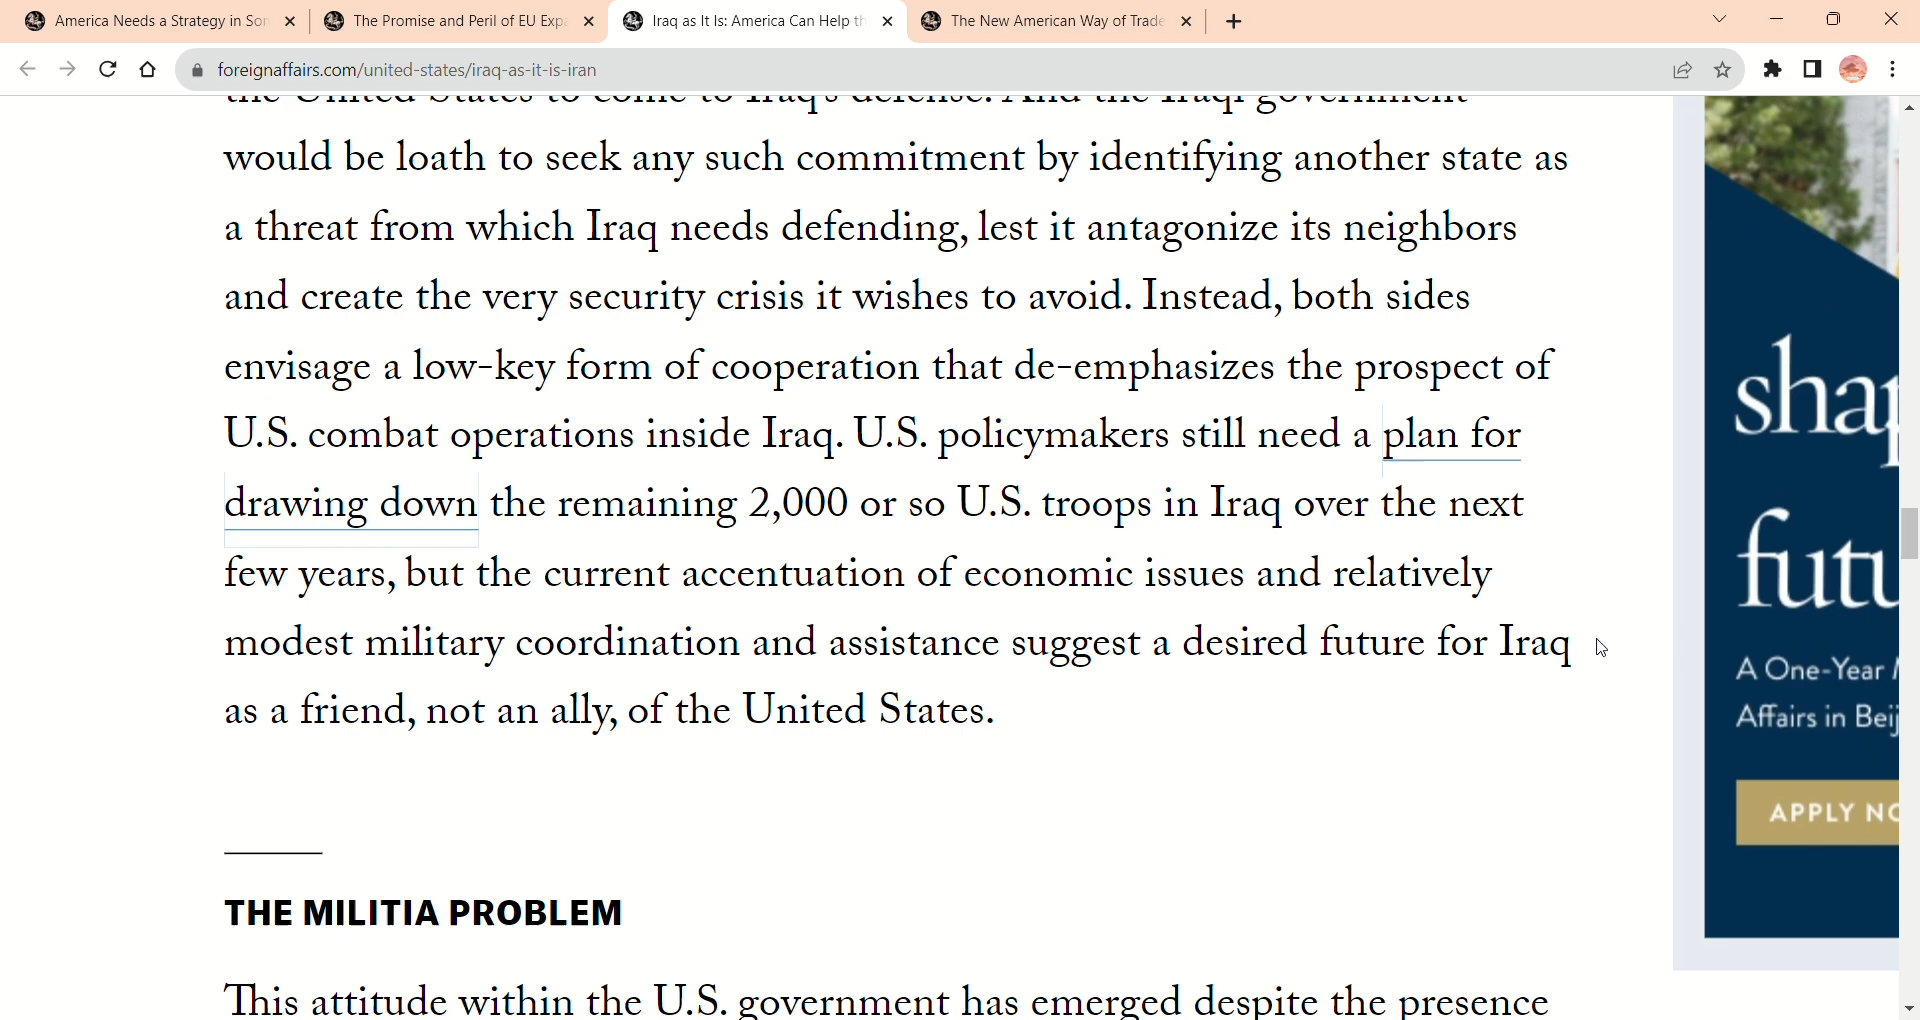 America Needs a Strategy in So
The Promise and Peril of EU Exp
Iraq as It Is: America Can Help th
The New American Way of Trade
foreignaffairs.com/united-states/iraq-as-it-is-iran
the United States to come to Iraq's defense. And the Iraqi government
would be loath to seek any such commitment by identifying another state as
a threat from which Iraq needs defending, lest it antagonize its neighbors
and create the very security crisis it wishes to avoid. Instead, both sides
envisage a low-key form of cooperation that de-emphasizes the prospect of
U.S. combat operations inside Iraq. U.S. policymakers still need a plan for
drawing down the remaining 2,000 or so U.S. troops in Iraq over the next
few years, but the current accentuation of economic issues and relatively
modest military coordination and assistance suggest a desired future for Iraq
as a friend, not an ally, of the United States.
THE MILITIA PROBLEM
This attitude within the U.S. government has emerged despite the presence
shap
futu
A One-Year
Affairs in Beij
APPLY NO